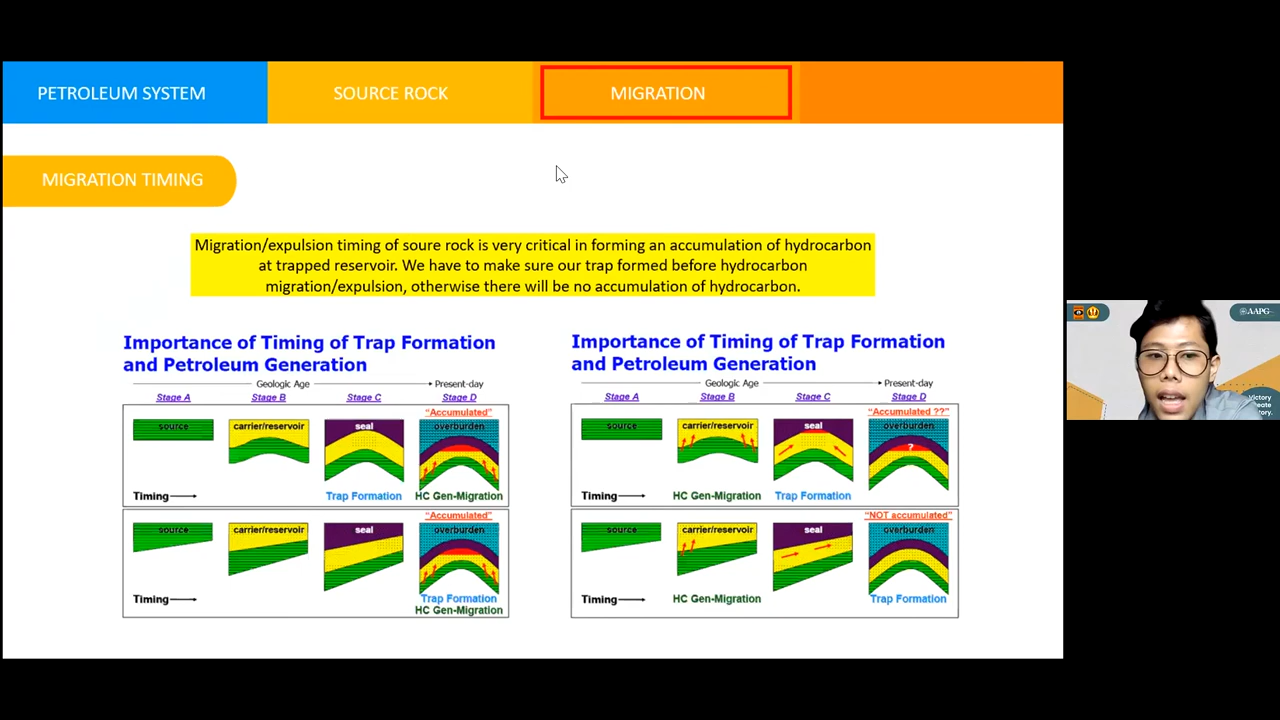 PETROLEUM SYSTEM
SOURCE ROCK
MIGRATION
MIGRATION TIMING
Migration/expulsion timing of soure rock is very critical in forming an accumulation of hydrocarbon
at trapped reservoir. We have to make sure our trap formed before hydrocarbon
migration/expulsion, otherwise there will be no accumulation of hydrocarbon.
Importance of Timing of Trap Formation
and Petroleum Generation
Geologic Age
Present-day
Stage A
Stage B
Stage C
Stage D
"Accumulated"
source
carrier/reservoir
seal
overburden
Timing
Trap Formation
HC Gen-Migration
"Accumulated"
source
carrier/reservoir
seal
overburden
Timing
Trap Formation
HC Gen-Migration
Importance of Timing of Trap Formation
and Petroleum Generation
Geologic Age
Present-day
Stage A
Stage B
Stage C
Stage D
"Accumulated ??"
source
carrier/reservoir
seal
overburden
?
Timing
HC Gen-Migration
Trap Formation
"NOT accumulated"
source
carrier/reservoir
seal
overburden
Timing
HC Gen-Migration
Trap Formation
AAPG